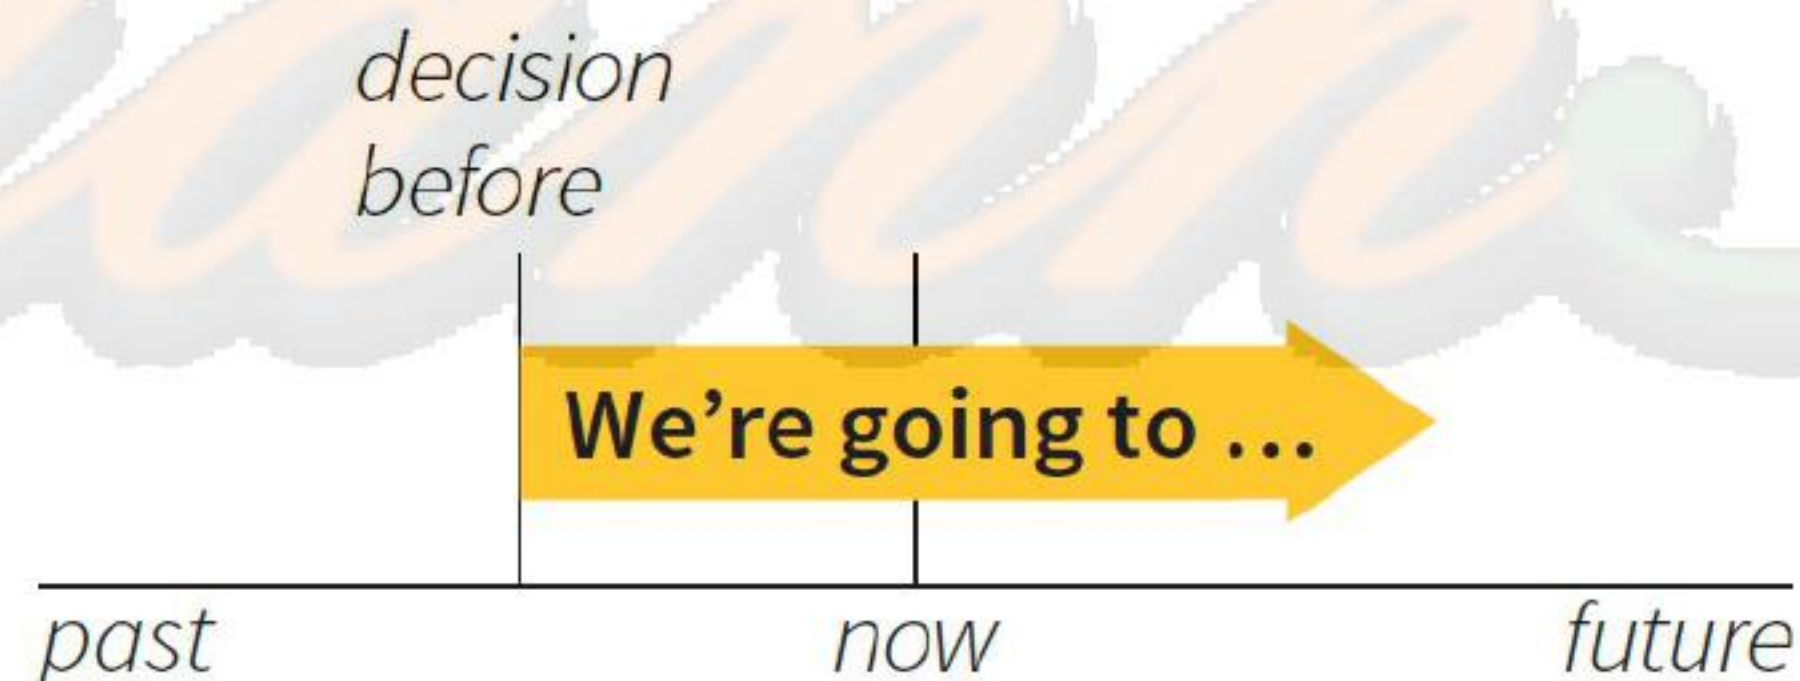 decision
before
We’re going to …
past now future